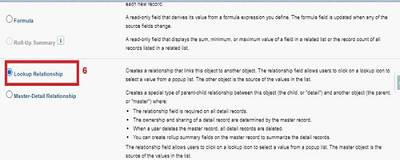 each new record.
Formula
A read-only field that derives its value from a formula expression you define. The formula field is updated when any of the
source fields change.
Roll-Up Summary i
A read-only field that displays the sum, minimum, or maximum value of a field in a related list or the record count of all
records listed in a related list.
Lookup Relationship 6
Creates a relationship that links this object to another object. The relationship field allows users to click on a lookup icon to
select a value from a popup list. The other object is the source of the values in the list.
Master-Detail Relationship
Creates a special type of parent-child relationship between this object (the child, or "detail") and another object (the parent,
or "master") where:
• The relationship field is required on all detail records.
• The ownership and sharing of a detail record are determined by the master record.
• When a user deletes the master record, all detail records are deleted.
• You can create rollup summary fields on the master record to summarize the detail records.
The relationship field allows users to click on a lookup icon to select a value from a popup list. The master object is the
source of the values in the list.